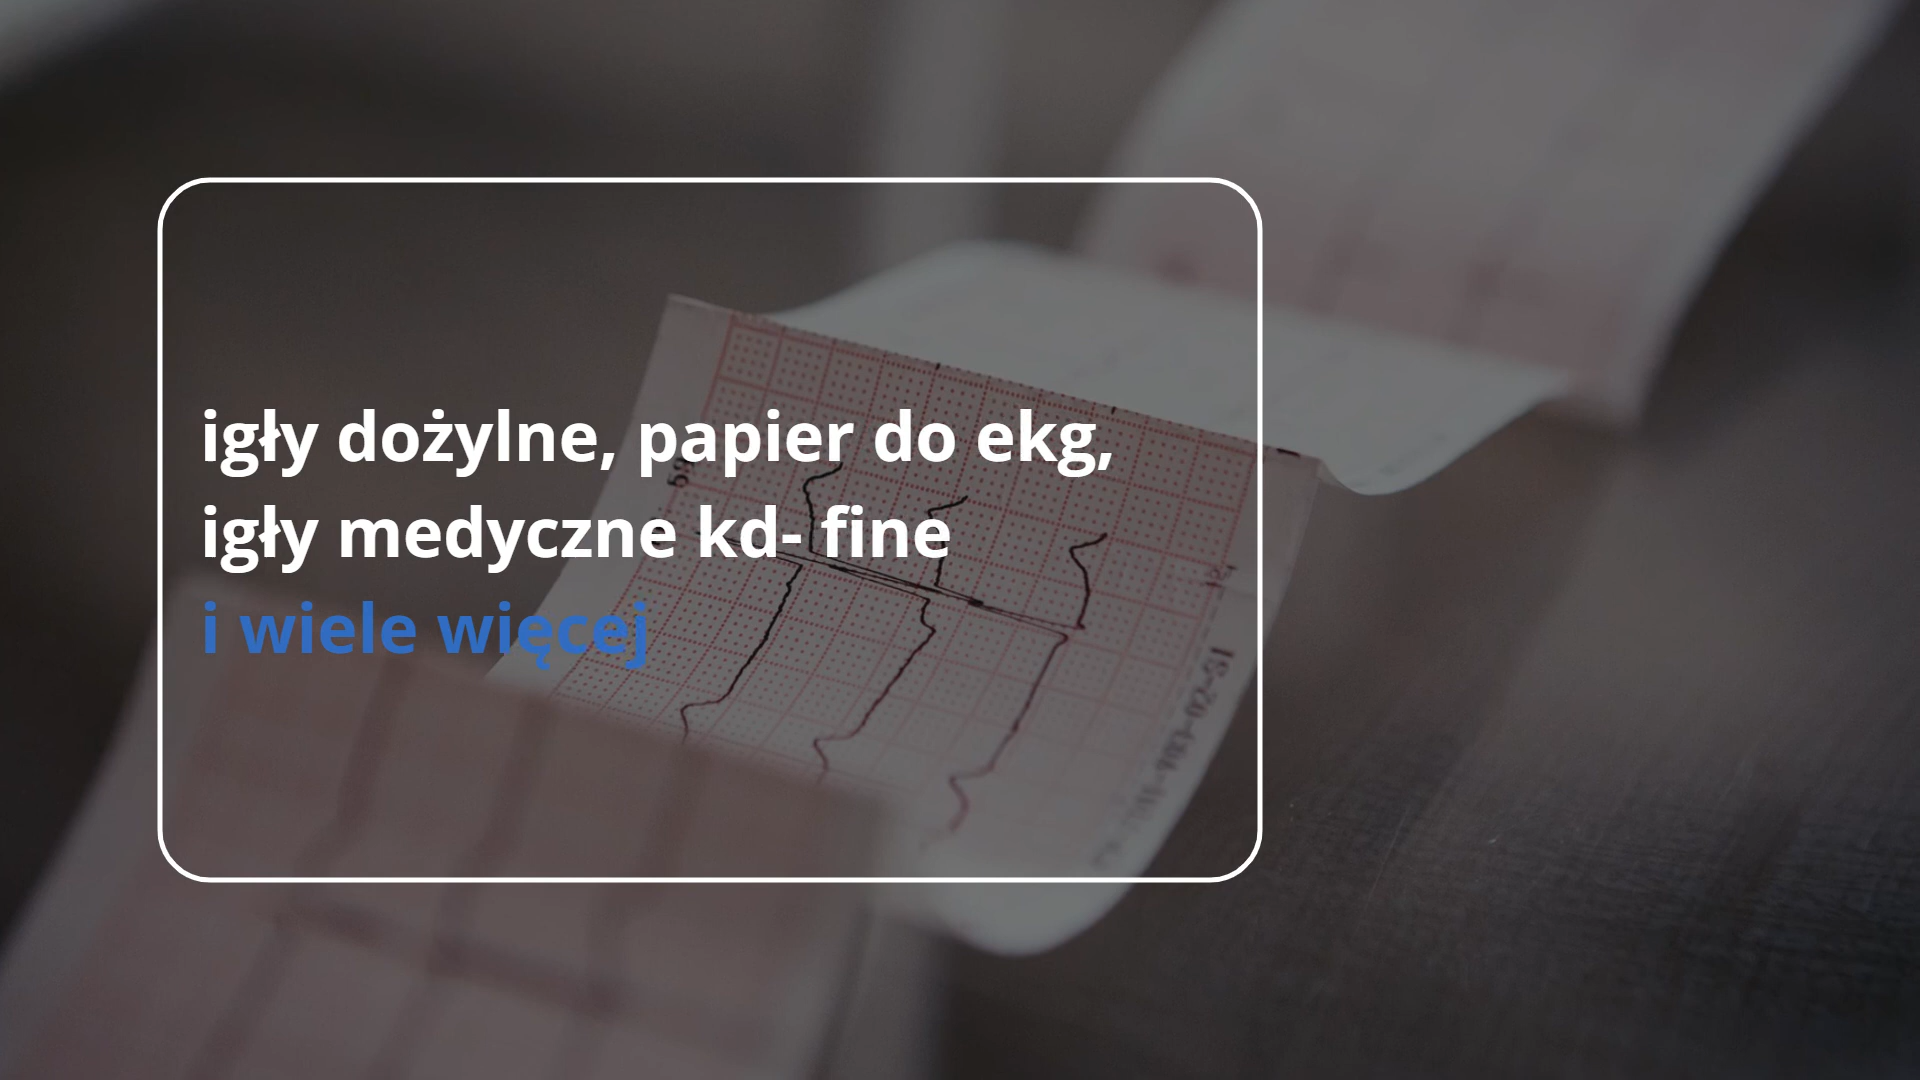 igły dożylne, papier do ekg,
igły medyczne kd- fine
i wiele więcej